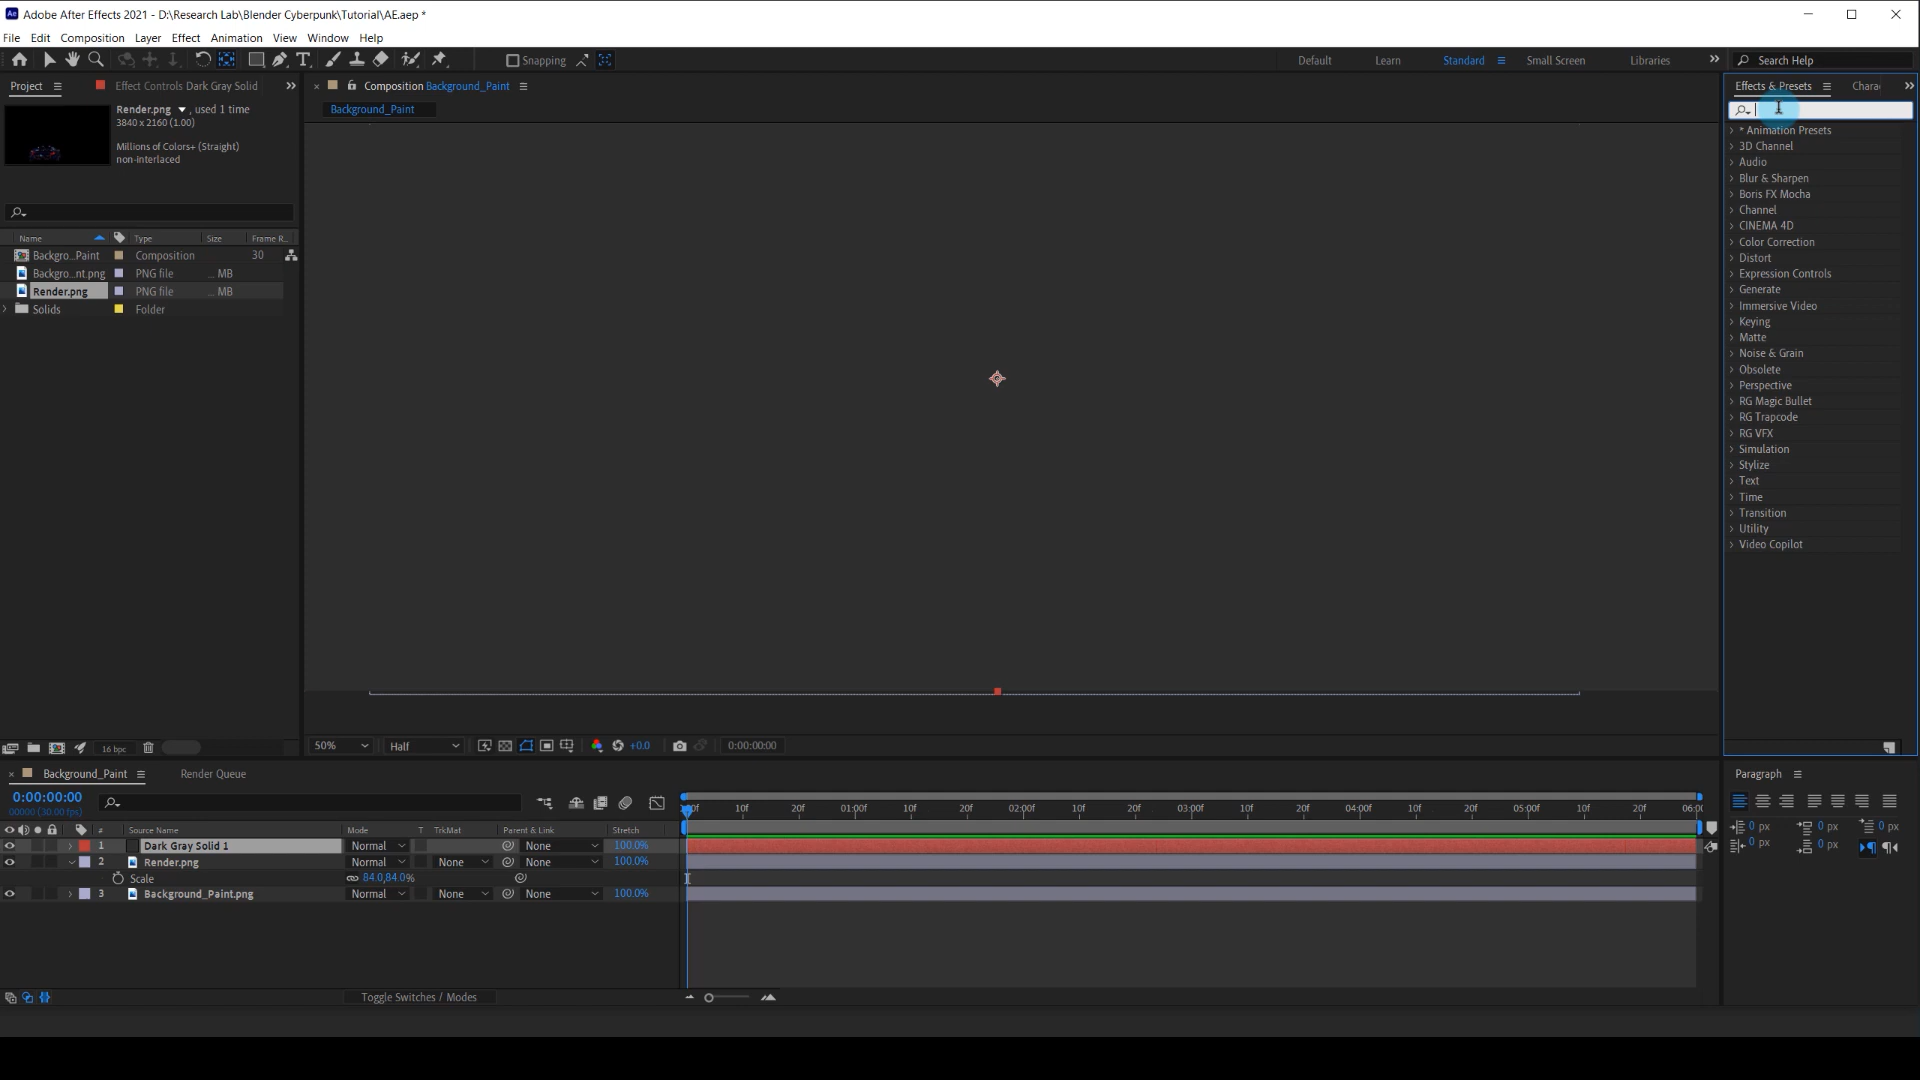 Adobe After Effects 2021 - D:\Research Lab\Blender Cyberpunk\Tutorial\AE.aep *
File Edit Composition Layer Effect Animation View Window Help
Snapping
Default Learn Standard Small Screen Libraries
Search Help
Project
Effect Controls Dark Gray Solid
Render.png , used 1 time
3840 x 2160 (1.00)
Millions of Colors+ (Straight)
non-interlaced
Name Type Size Frame R...
Backgro...Paint Composition 30
Backgro...nt.png PNG file ... MB
Render.png PNG file ... MB
Solids Folder
16 bpc
Composition Background_Paint
Background_Paint
50% Half +0.0 0:00:00:00
Effects & Presets
* Animation Presets
3D Channel
Audio
Blur & Sharpen
Boris FX Mocha
Channel
CINEMA 4D
Color Correction
Distort
Expression Controls
Generate
Immersive Video
Keying
Matte
Noise & Grain
Obsolete
Perspective
RG Magic Bullet
RG Trapcode
RG VFX
Simulation
Stylize
Text
Time
Transition
Utility
Video Copilot
Background_Paint Render Queue
0:00:00:00
00000 (30.00 fps)
10f 20f 01:00f 10f 20f 02:00f 10f 20f 03:00f 10f 20f 04:00f 10f 20f 05:00f 10f 20f 06:00
# Source Name Mode T TrkMat Parent & Link Stretch
1 Dark Gray Solid 1 Normal None 100.0%
2 Render.png Normal None None 100.0%
Scale 84.0,84.0%
3 Background_Paint.png Normal None None 100.0%
Toggle Switches / Modes
Paragraph
0 px 0 px 0 px
0 px 0 px